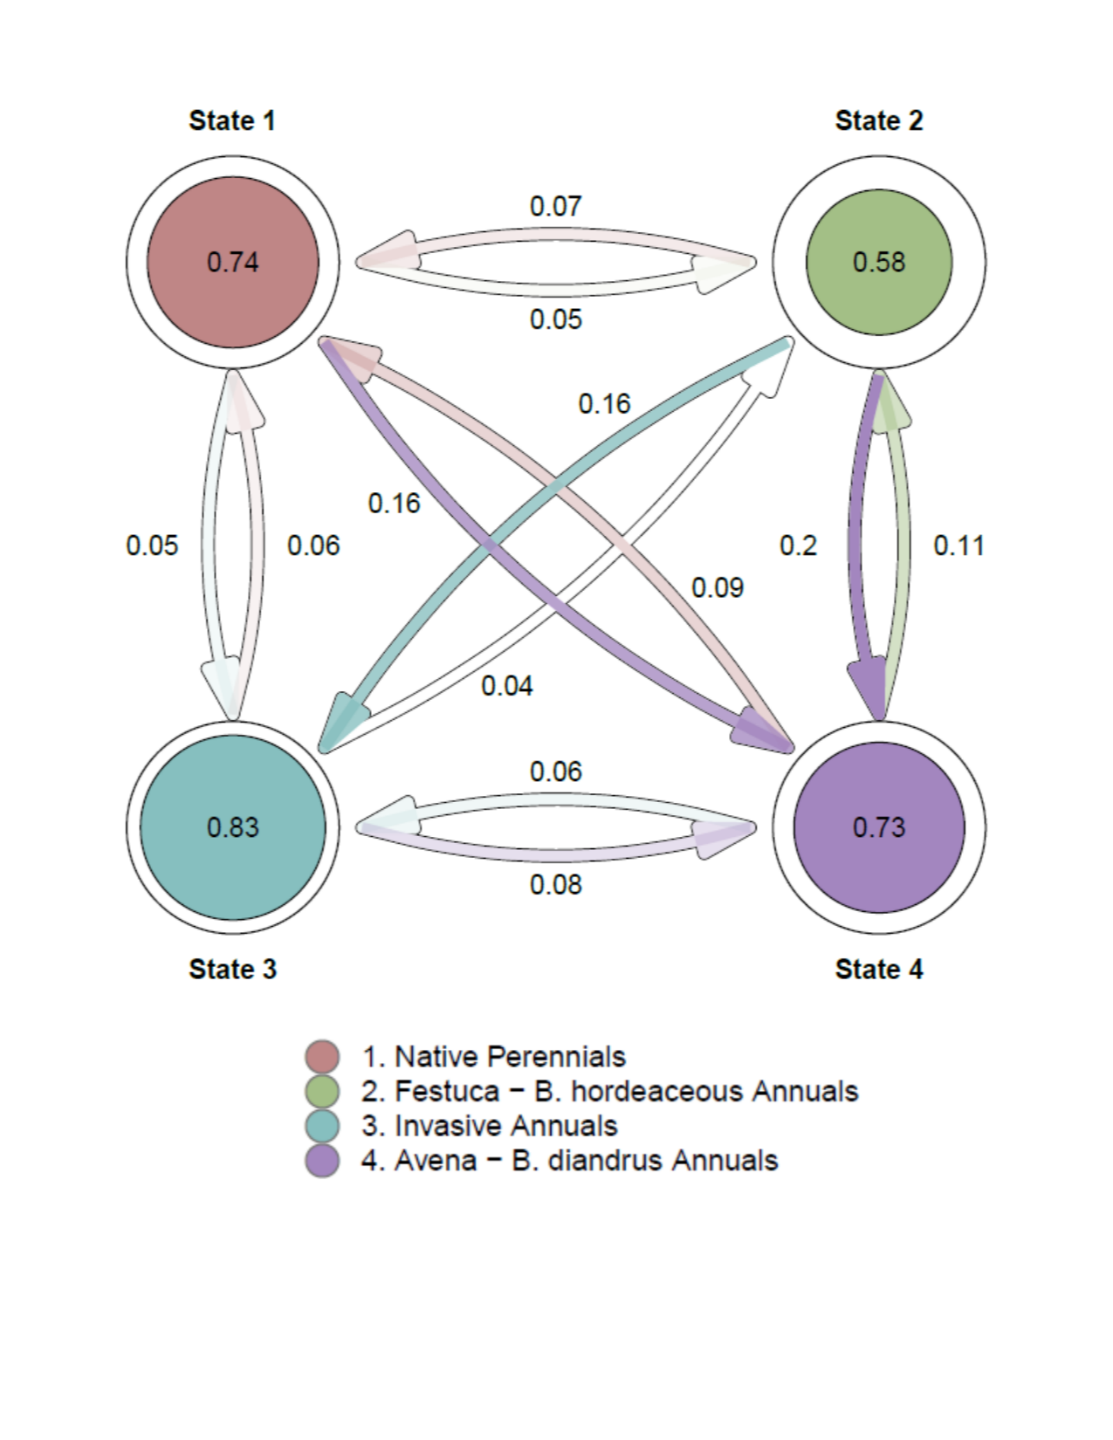 State 1
State 2
0.07
0.74
0.58
0.05
0.16
0.16
0.05
0.06
0.2
0.11
0.09
0.04
0.06
0.83
0.73
0.08
State 3
State 4
1. Native Perennials
2. Festuca − B. hordeaceous Annuals
3. Invasive Annuals
4. Avena − B. diandrus Annuals